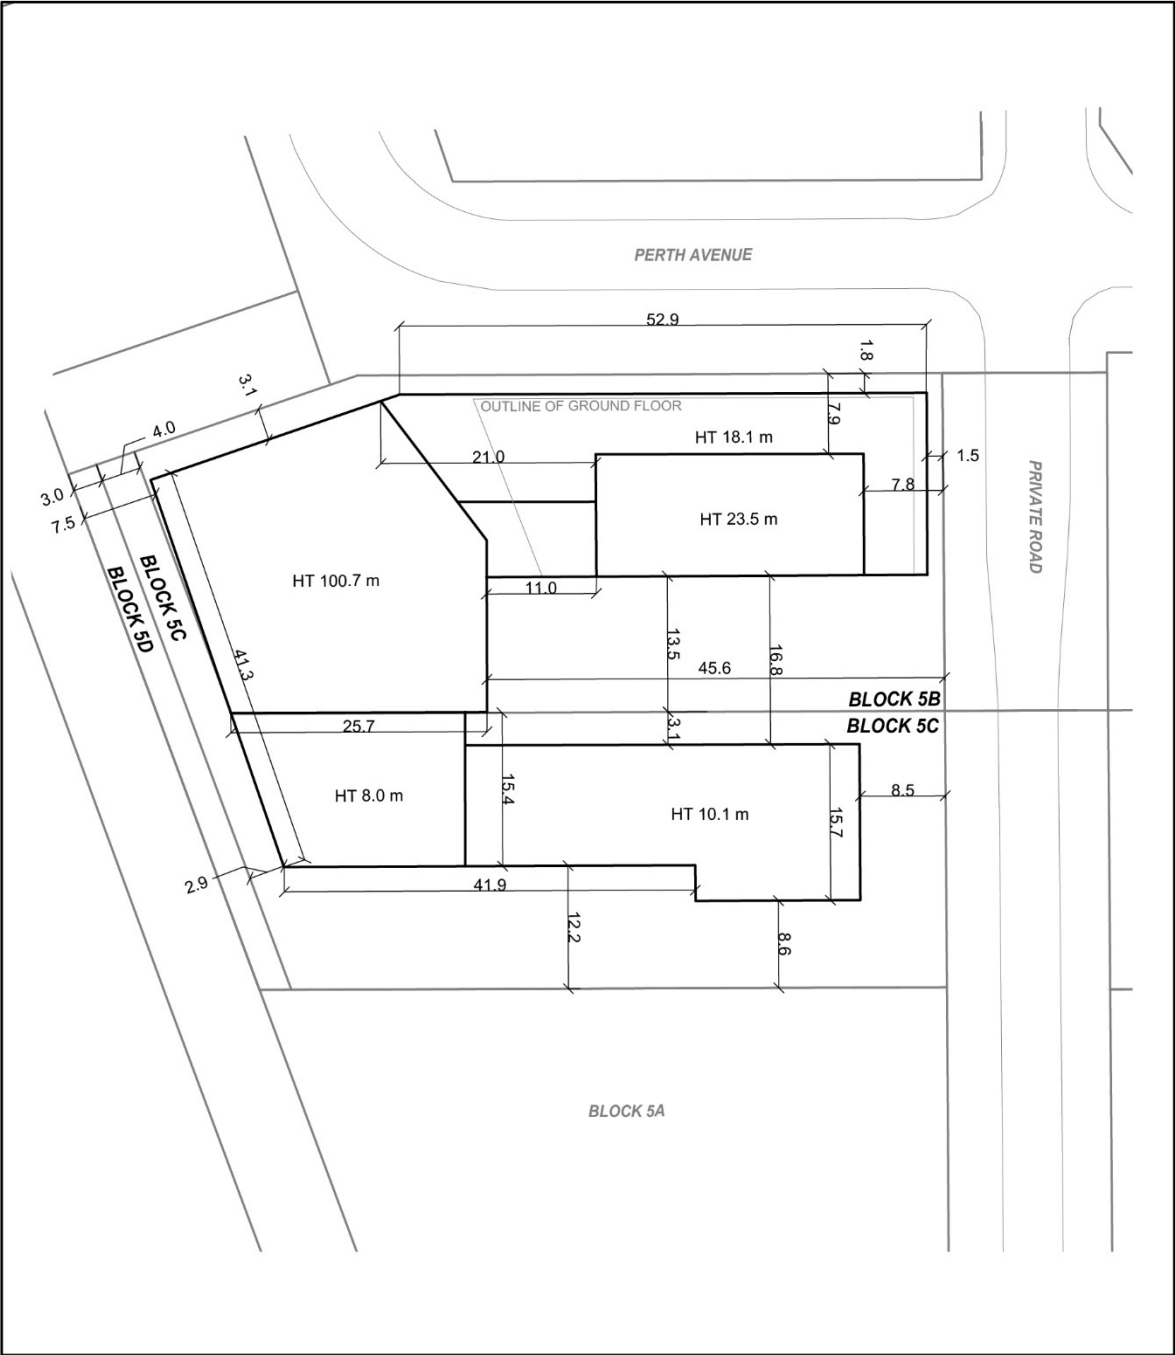 PERTH AVENUE
52.9
1.8
3.1
OUTLINE OF GROUND FLOOR
7.9
4.0
HT 18.1 m
21.0
1.5
3.0
7.8
7.5
HT 23.5 m
PRIVATE ROAD
BLOCK 5C
BLOCK 5D
HT 100.7 m
11.0
13.5
16.8
41.3
45.6
BLOCK 5B
25.7
3.1
BLOCK 5C
HT 8.0 m
15.4
HT 10.1 m
15.7
8.5
2.9
41.9
12.2
8.6
BLOCK 5A